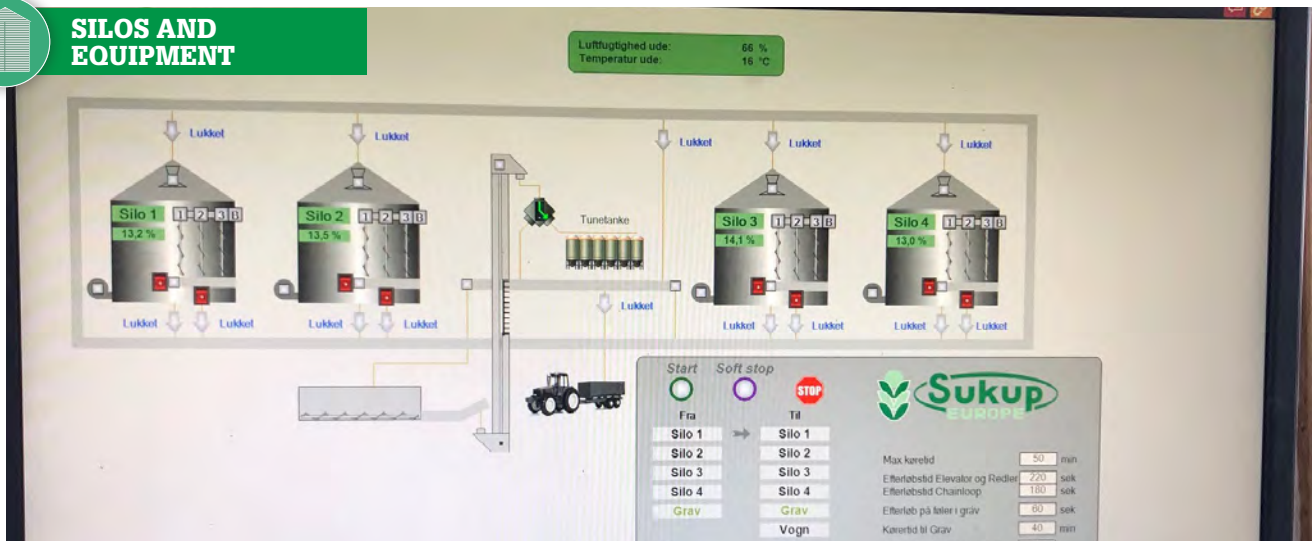 SILOS AND
EQUIPMENT
Luftfugtighed ude: 66 %
Temperatur ude: 16 °C
Lukket
Lukket
Lukket
Lukket
Lukket
Silo 1 1 2 3 B
13,2 %
Silo 2 1 2 3 B
13,5 %
Tunetanke
Silo 3 1 2 3 B
14,1 %
Silo 4 1 2 3 B
13,0 %
Lukket Lukket
Lukket Lukket
Lukket
Lukket Lukket
Lukket Lukket
Start Soft stop
STOP
Fra Til
Silo 1 Silo 1
Silo 2 Silo 2
Silo 3 Silo 3
Silo 4 Silo 4
Grav Grav
Vogn
Sukup
EUROPE
Max køretid 50 min
Efterløbstid Elevator og Redler 220 sek
Efterløbstid Chainloop 180 sek
Efterløb på føler i grav 60 sek
Kørertid til Grav 40 min